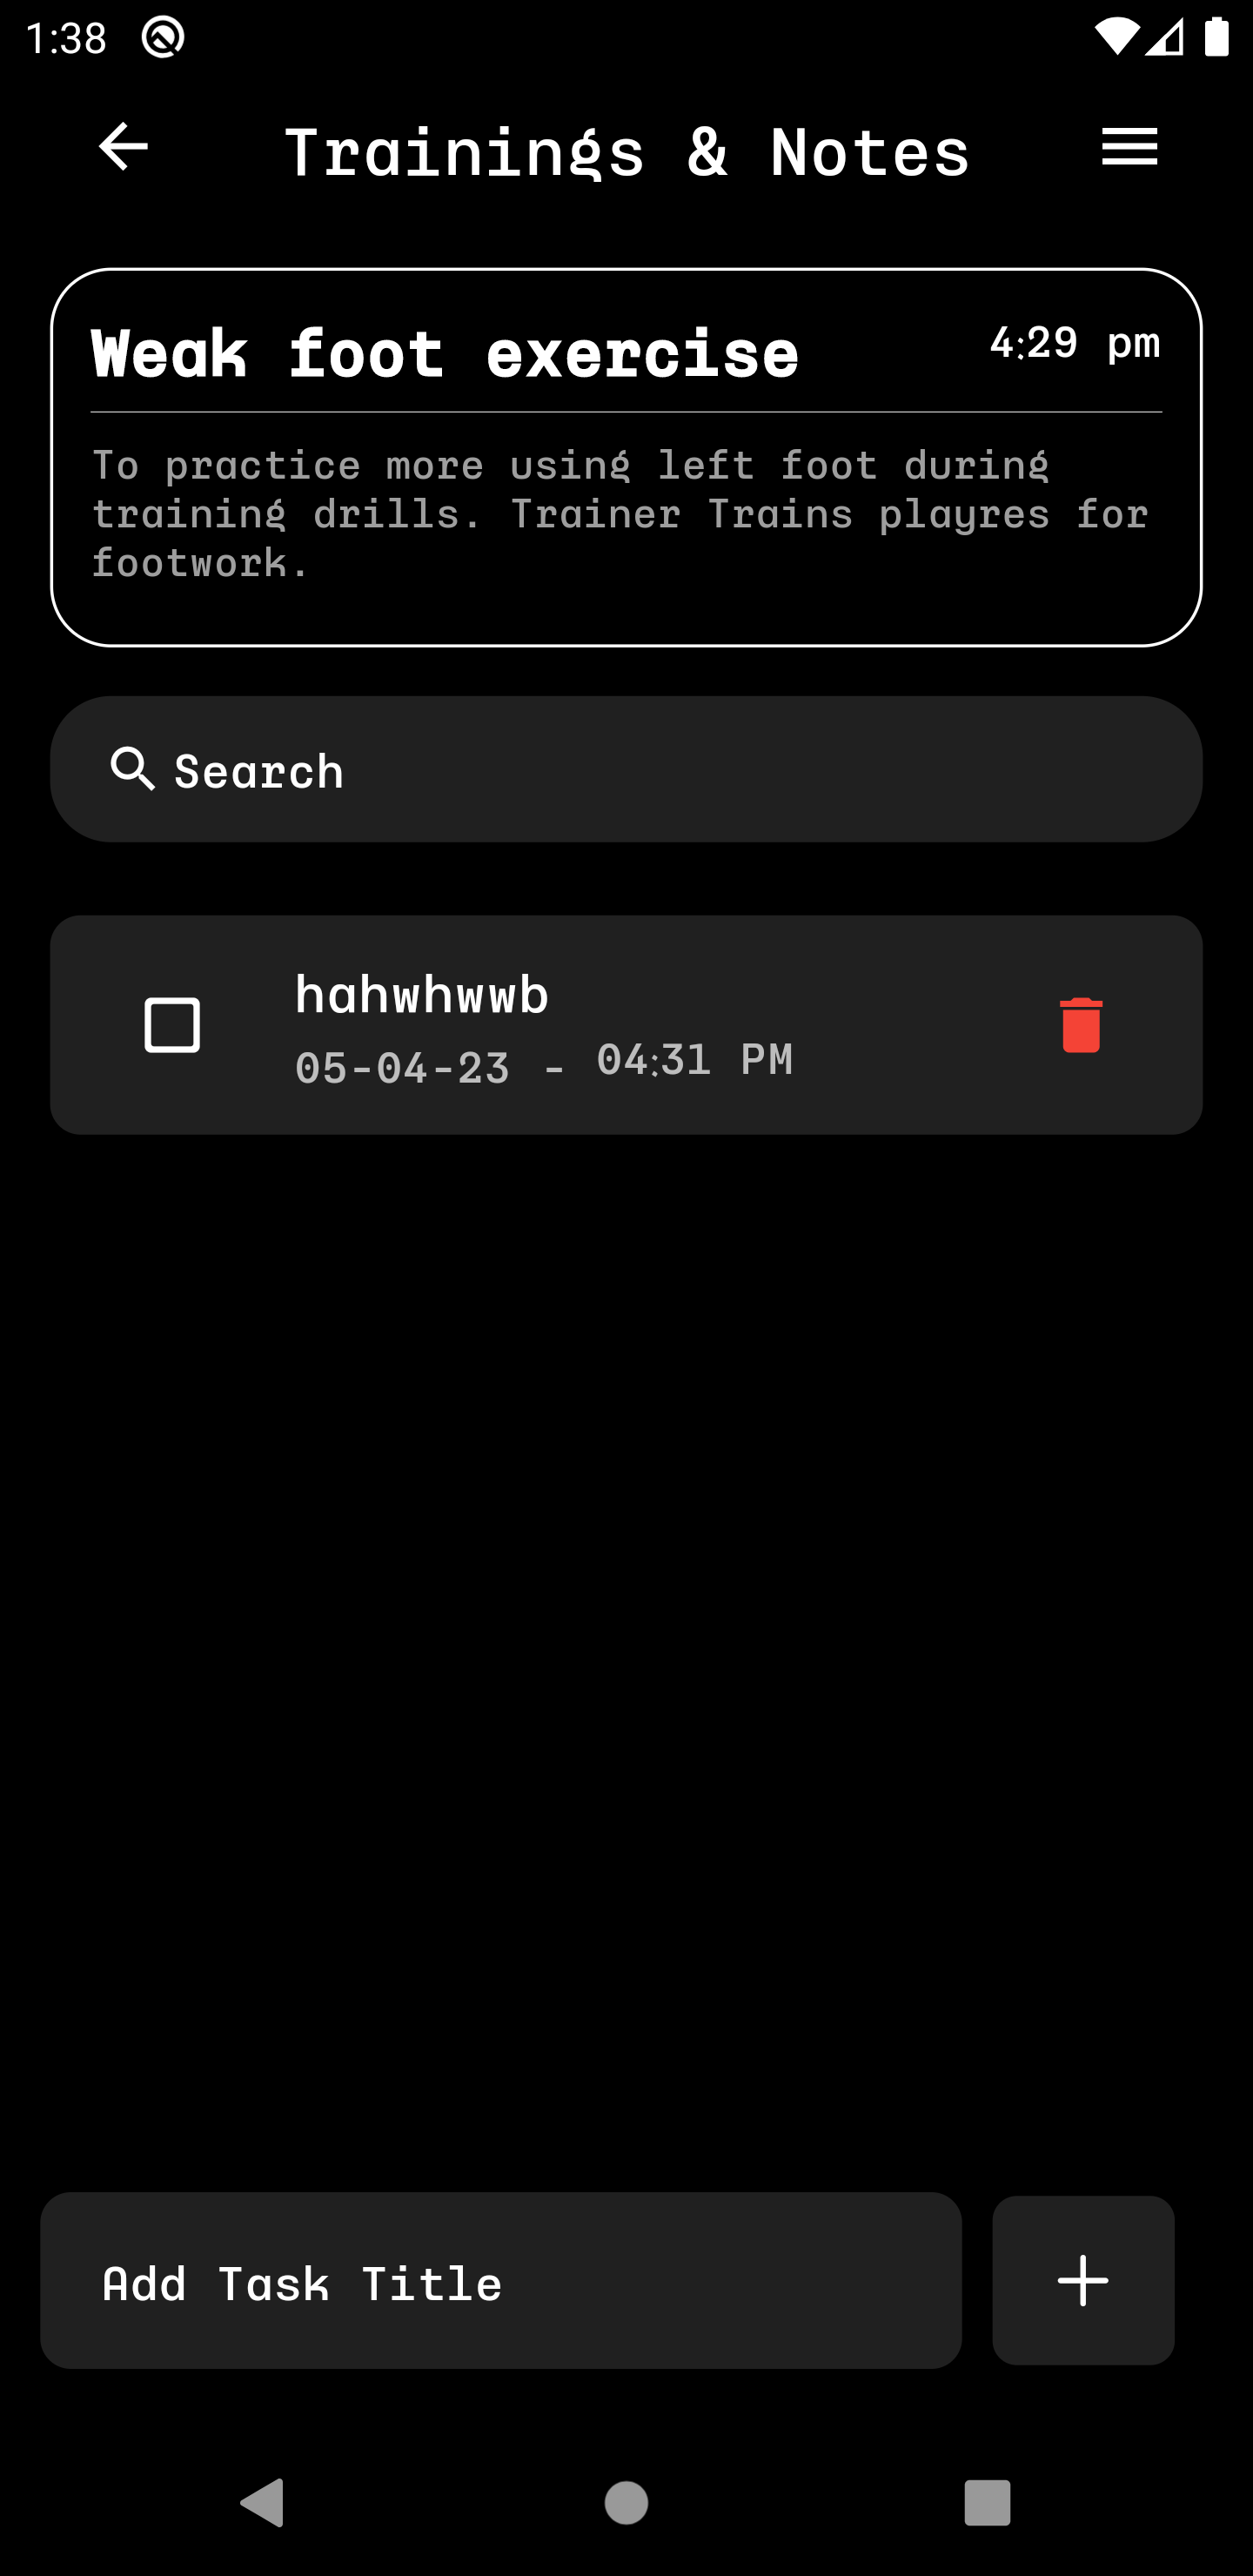 1:38
Trainings & Notes
Weak foot exercise
4:29 pm
To practice more using left foot during
training drills. Trainer Trains playres for
footwork.
Search
hahwhwwb
05-04-23 - 04:31 PM
Add Task Title